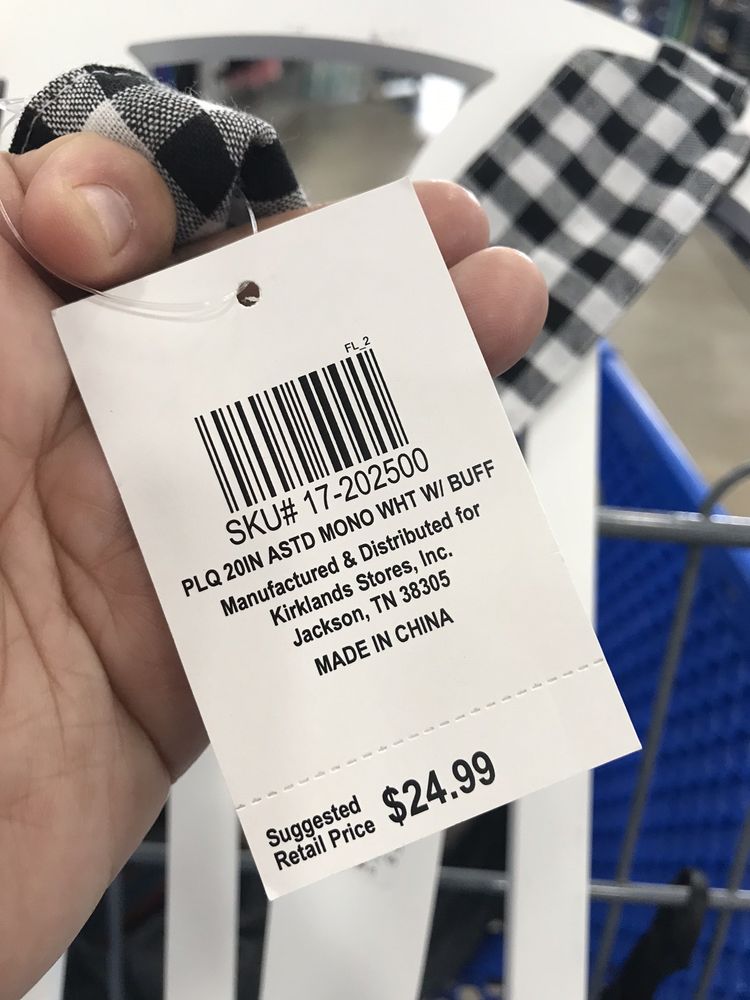 FL_2
SKU# 17-202500
PLQ 20IN ASTD MONO WHT W/ BUFF
Manufactured & Distributed for
Kirklands Stores, Inc.
Jackson, TN 38305
MADE IN CHINA
Suggested
Retail Price $24.99